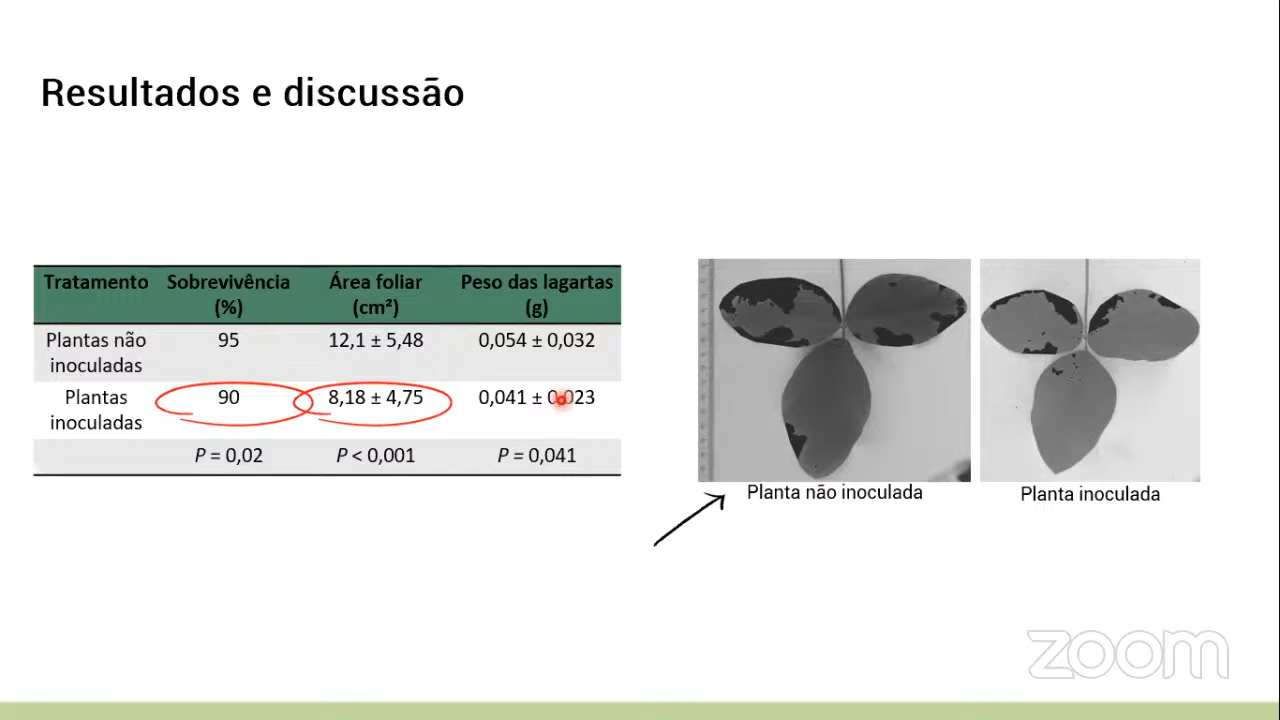 Resultados e discussão
Tratamento Sobrevivência Área foliar Peso das lagartas
(%) (cm²) (g)
Plantas não 95 12,1 ± 5,48 0,054 ± 0,032
inoculadas
Plantas 90 8,18 ± 4,75 0,041 ± 0,023
inoculadas
P = 0,02 P < 0,001 P = 0,041
Planta não inoculada
Planta inoculada
zoom